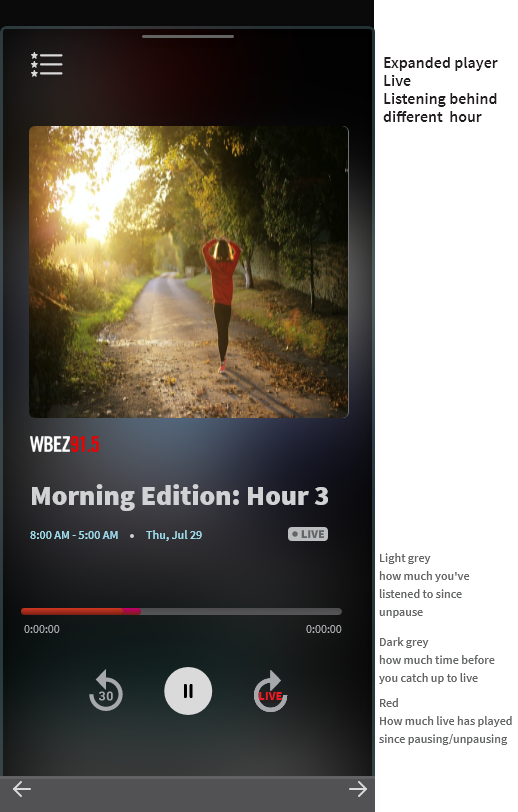 Expanded player
Live
Listening behind
different hour
WBEZ91.5
Morning Edition: Hour 3
8:00 AM - 5:00 AM • Thu, Jul 29
LIVE
0:00:00 0:00:00
30
LIVE
Light grey
how much you've
listened to since
unpause
Dark grey
how much time before
you catch up to live
Red
How much live has played
since pausing/unpausing